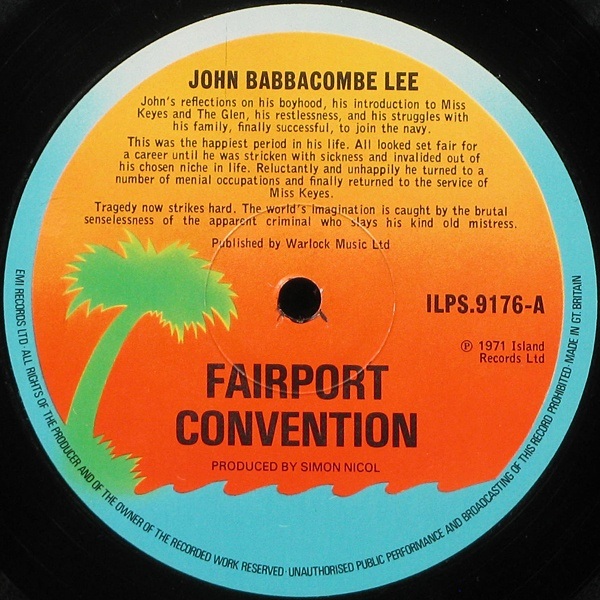 JOHN BABBACOMBE LEE
John's reflections on his boyhood, his introduction to Miss
Keyes and The Glen, his restlessness, and his struggles with
his family, finally successful, to join the navy.
This was the happiest period in his life. All looked set fair for
a career until he was stricken with sickness and invalided out of
his chosen niche in life. Reluctantly and unhappily he turned to a
number of menial occupations and finally returned to the service of
Miss Keyes.
Tragedy now strikes hard. The world's imagination is caught by the brutal
senselessness of the apparent criminal who slays his kind old mistress.
Published by Warlock Music Ltd
ILPS.9176-A
℗ 1971 Island
Records Ltd
FAIRPORT
CONVENTION
PRODUCED BY SIMON NICOL
EMI RECORDS LTD · ALL RIGHTS OF THE PRODUCER AND OF THE OWNER OF THE RECORDED WORK RESERVED · UNAUTHORISED PUBLIC PERFORMANCE AND BROADCASTING OF THIS RECORD PROHIBITED · MADE IN GT. BRITAIN